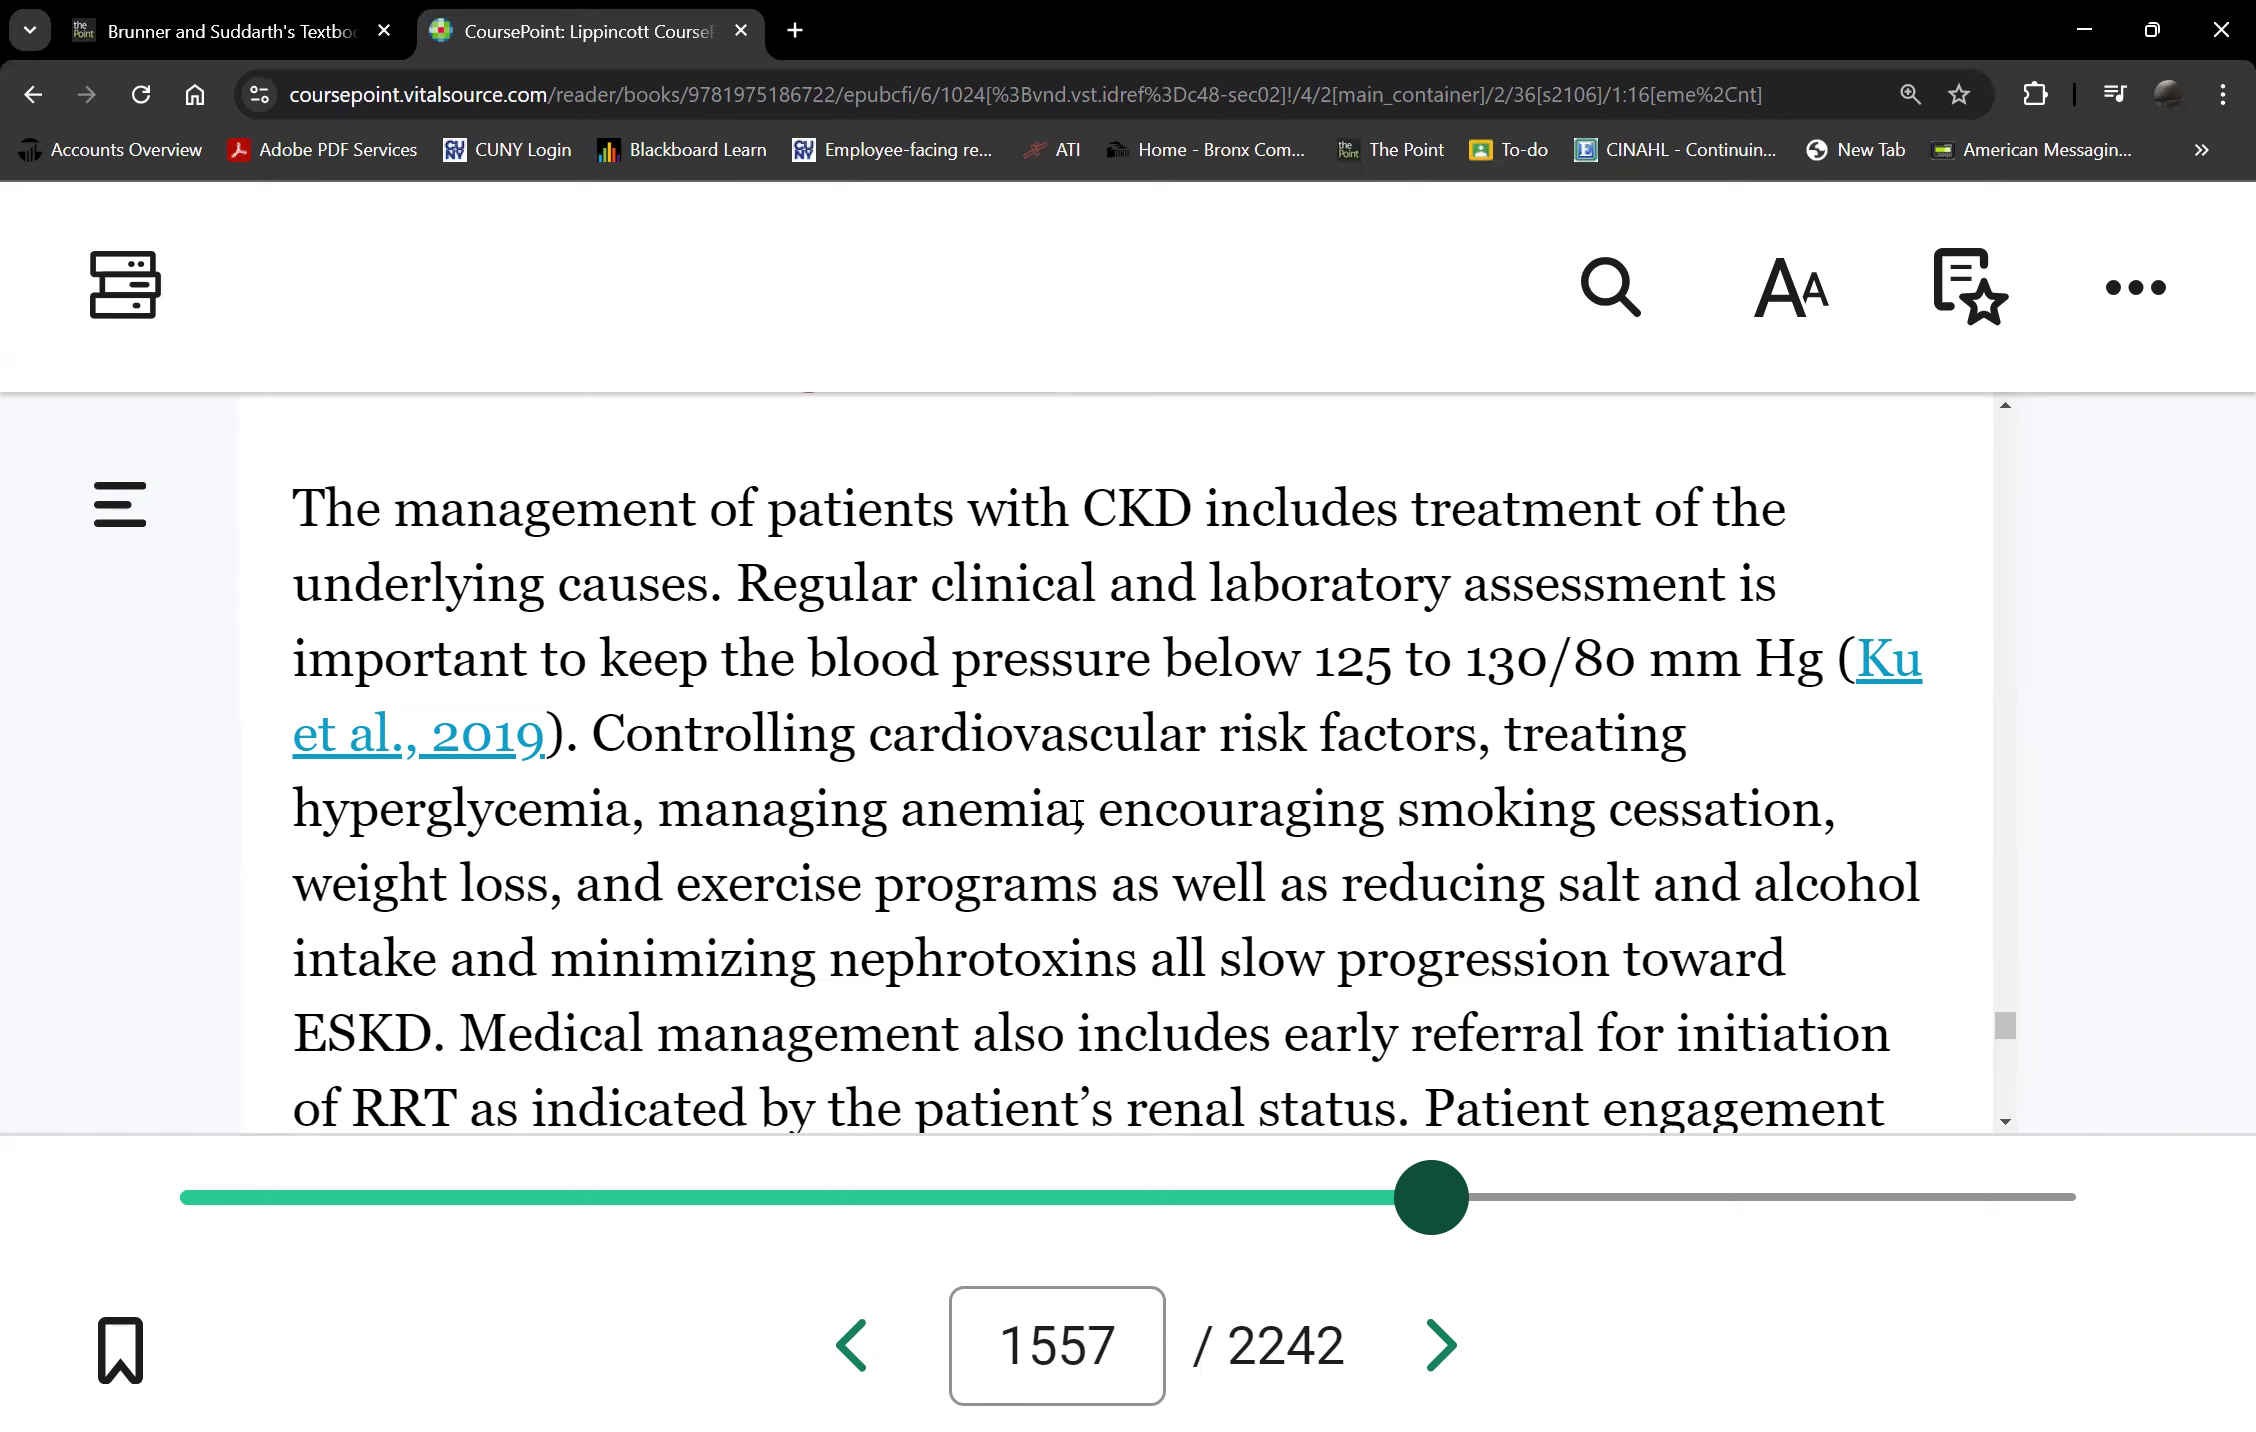 the Point
Brunner and Suddarth's Textbo
CoursePoint: Lippincott Course
coursepoint.vitalsource.com/reader/books/9781975186722/epubcfi/6/1024[%3Bvnd.vst.idref%3Dc48-sec02]!/4/2[main_container]/2/36[s2106]/1:16[eme%2Cnt]
Accounts Overview
Adobe PDF Services
CUNY Login
Blackboard Learn
Employee-facing re...
ATI
Home - Bronx Com...
the Point
The Point
To-do
CINAHL - Continuin...
New Tab
American Messagin...
AA
The management of patients with CKD includes treatment of the
underlying causes. Regular clinical and laboratory assessment is
important to keep the blood pressure below 125 to 130/80 mm Hg (Ku
et al., 2019). Controlling cardiovascular risk factors, treating
hyperglycemia, managing anemia, encouraging smoking cessation,
weight loss, and exercise programs as well as reducing salt and alcohol
intake and minimizing nephrotoxins all slow progression toward
ESKD. Medical management also includes early referral for initiation
of RRT as indicated by the patient’s renal status. Patient engagement
1557 / 2242